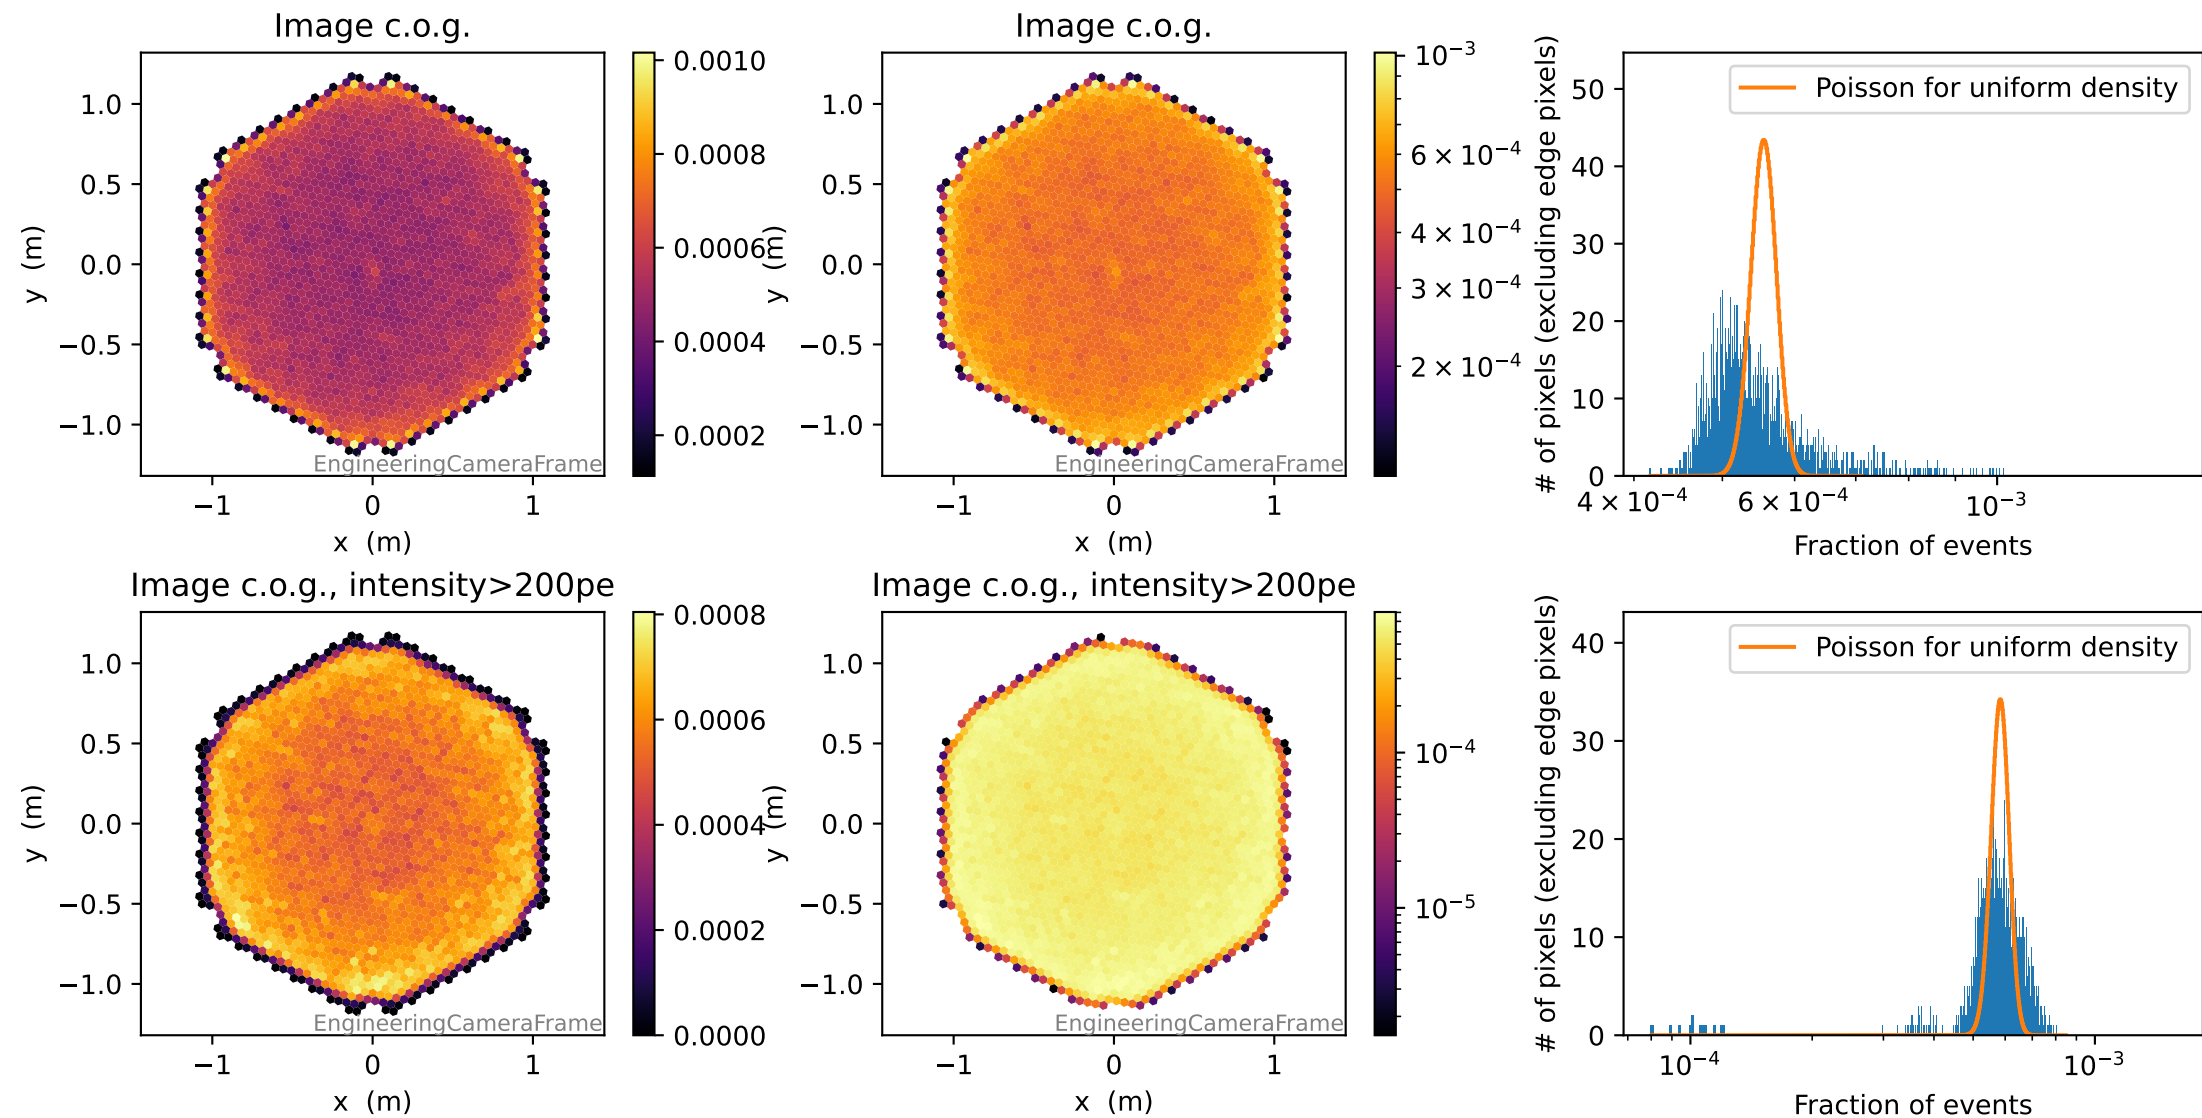 Image c.o.g.
1.0
0.5
0.0
−0.5
−1.0
y (m)
−1
0
1
x (m)
EngineeringCameraFrame
0.0010
0.0008
0.0006
0.0004
0.0002
Image c.o.g.
1.0
0.5
0.0
−0.5
−1.0
y (m)
−1
0
1
x (m)
EngineeringCameraFrame
10⁻³
6 × 10⁻⁴
4 × 10⁻⁴
3 × 10⁻⁴
2 × 10⁻⁴
# of pixels (excluding edge pixels)
50
40
30
20
10
0
Poisson for uniform density
4 × 10⁻⁴
6 × 10⁻⁴
10⁻³
Fraction of events
Image c.o.g., intensity>200pe
1.0
0.5
0.0
−0.5
−1.0
y (m)
−1
0
1
x (m)
EngineeringCameraFrame
0.0008
0.0006
0.0004
0.0002
0.0000
Image c.o.g., intensity>200pe
1.0
0.5
0.0
−0.5
−1.0
y (m)
−1
0
1
x (m)
EngineeringCameraFrame
10⁻⁴
10⁻⁵
# of pixels (excluding edge pixels)
40
30
20
10
0
Poisson for uniform density
10⁻⁴
10⁻³
Fraction of events